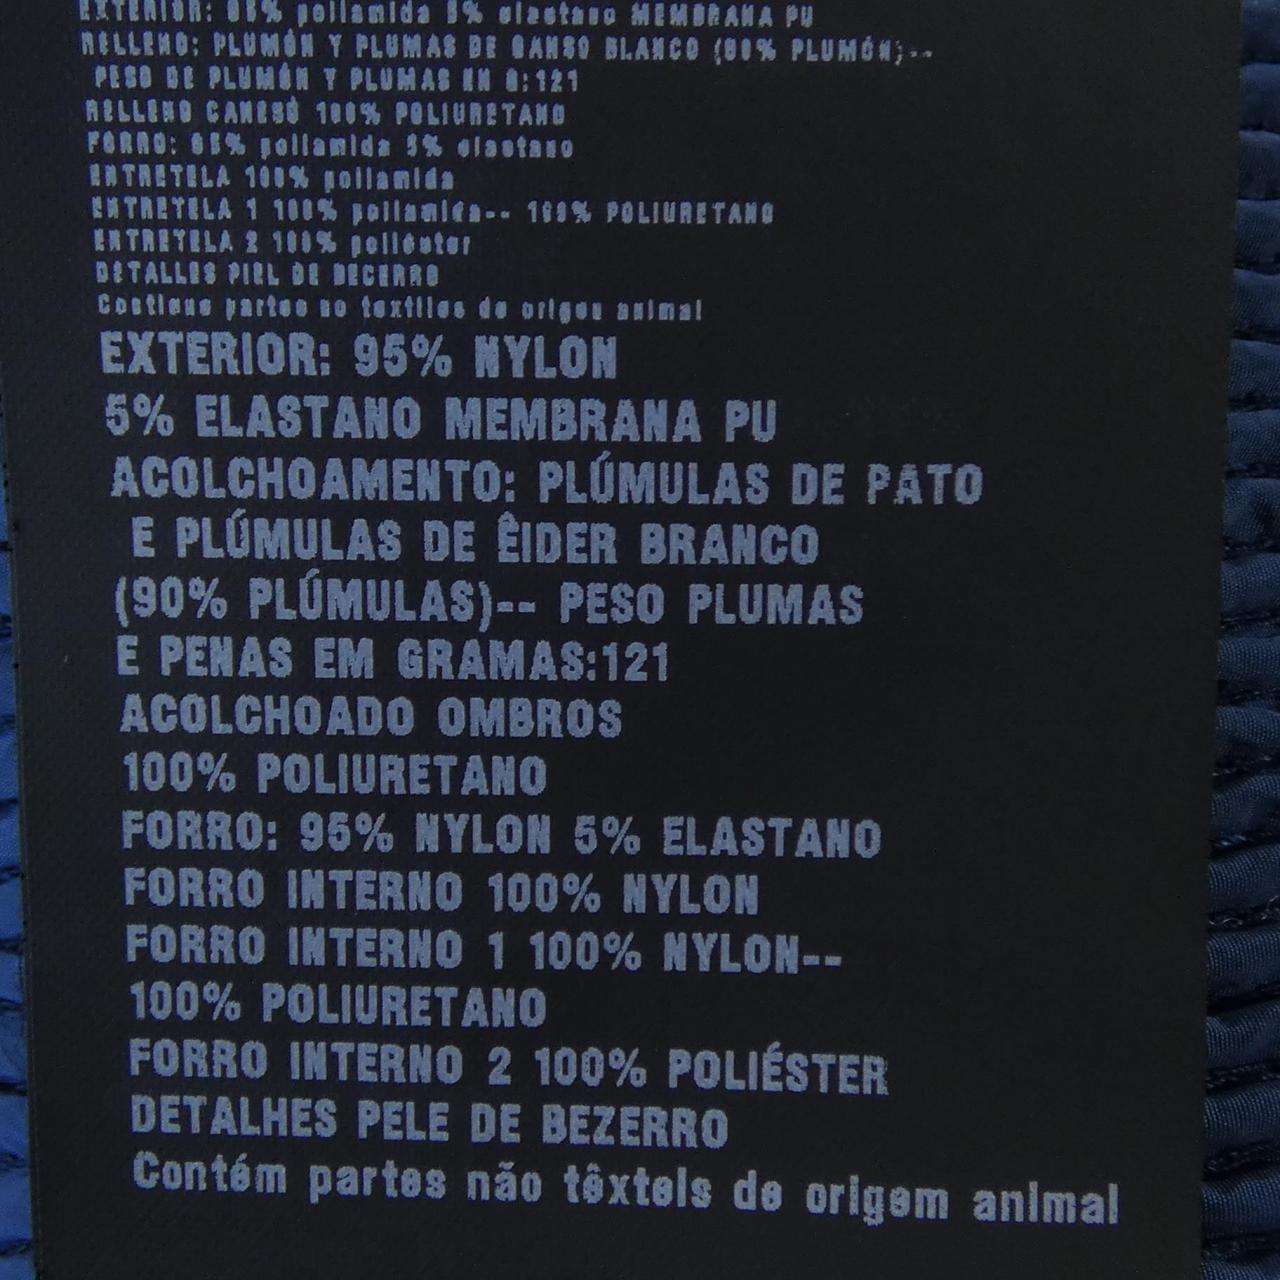 EXTERIOR: 95% poliamida 5% elastano MEMBRANA PU
RELLENO: PLUMÓN Y PLUMAS DE GANSO BLANCO (90% PLUMÓN)--
PESO DE PLUMÓN Y PLUMAS EN G:121
RELLENO CANESÚ 100% POLIURETANO
FORRO: 95% poliamida 5% elastano
ENTRETELA 100% poliamida
ENTRETELA 1 100% poliamida-- 100% POLIURETANO
ENTRETELA 2 100% poliéster
DETALLES PIEL DE BECERRO
Contiene partes no textiles de origen animal
EXTERIOR: 95% NYLON
5% ELASTANO MEMBRANA PU
ACOLCHOAMENTO: PLÚMULAS DE PATO
E PLÚMULAS DE ÊIDER BRANCO
(90% PLÚMULAS)-- PESO PLUMAS
E PENAS EM GRAMAS:121
ACOLCHOADO OMBROS
100% POLIURETANO
FORRO: 95% NYLON 5% ELASTANO
FORRO INTERNO 100% NYLON
FORRO INTERNO 1 100% NYLON--
100% POLIURETANO
FORRO INTERNO 2 100% POLIÉSTER
DETALHES PELE DE BEZERRO
Contém partes não têxteis de origem animal